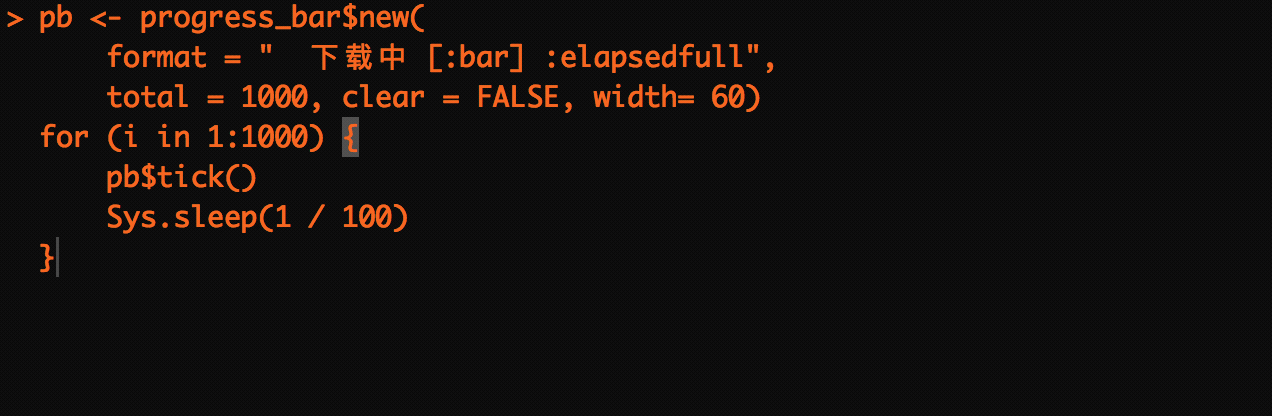 > pb <- progress_bar$new(
      format = "  下载中 [:bar] :elapsedfull",
      total = 1000, clear = FALSE, width= 60)
  for (i in 1:1000) {
      pb$tick()
      Sys.sleep(1 / 100)
  }